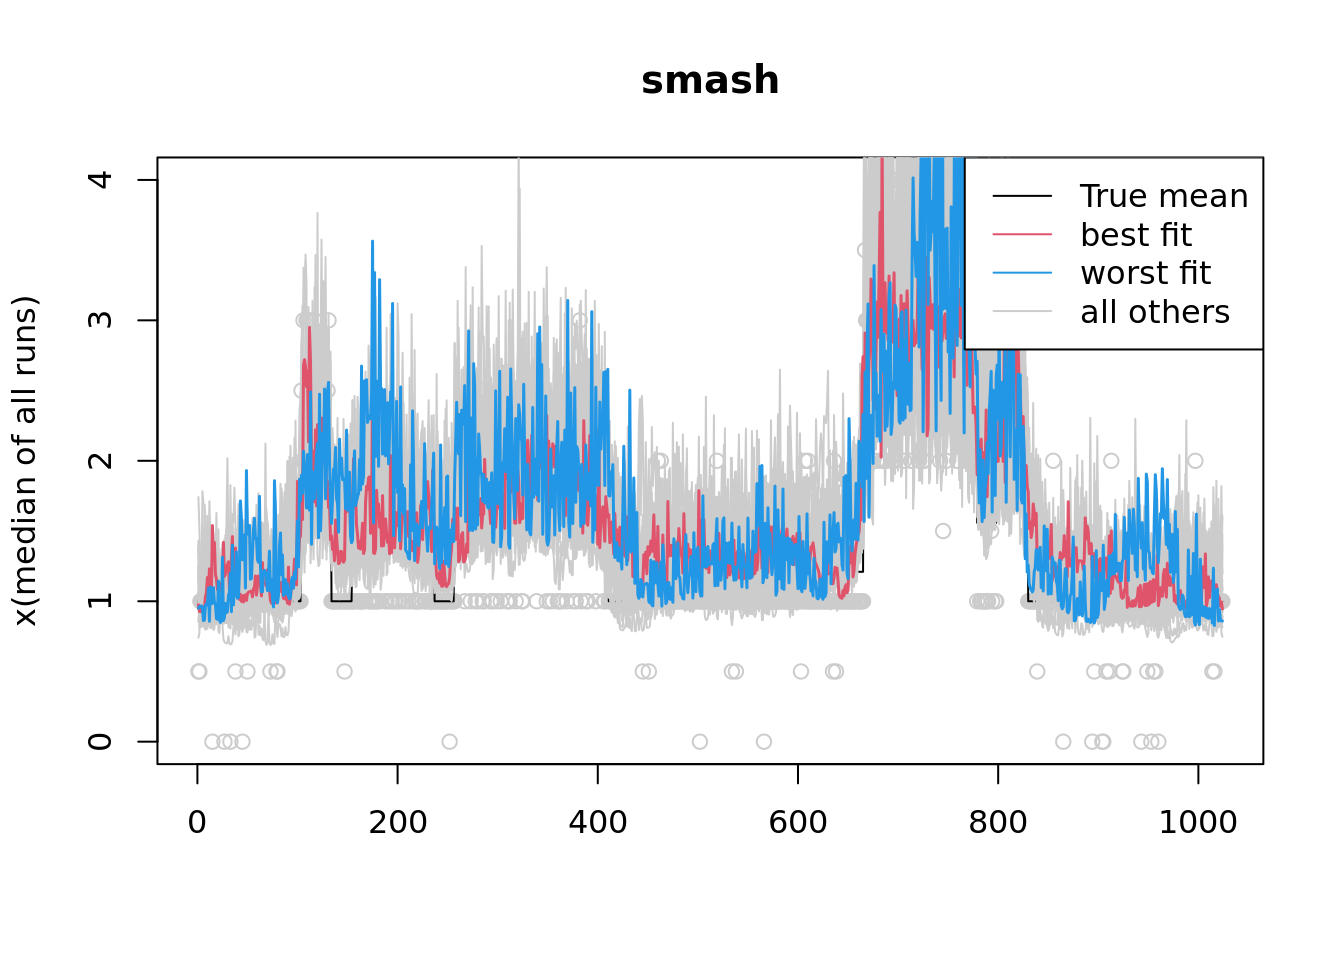 smash
x(median of all runs)
4
3
2
1
0
True mean
best fit
worst fit
all others
0 200 400 600 800 1000